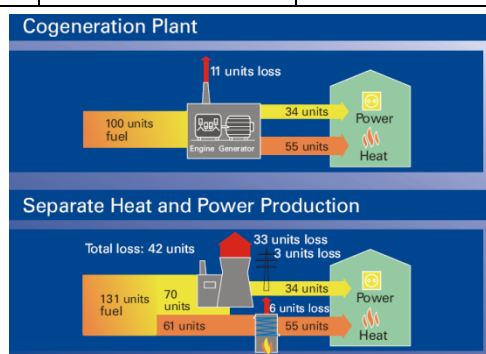 Cogeneration Plant
11 units loss
100 units
fuel
Engine Generator
34 units
55 units
Power
Heat
Separate Heat and Power Production
Total loss: 42 units
33 units loss
3 units loss
131 units
fuel
70
units
61 units
34 units
6 units loss
55 units
Power
Heat